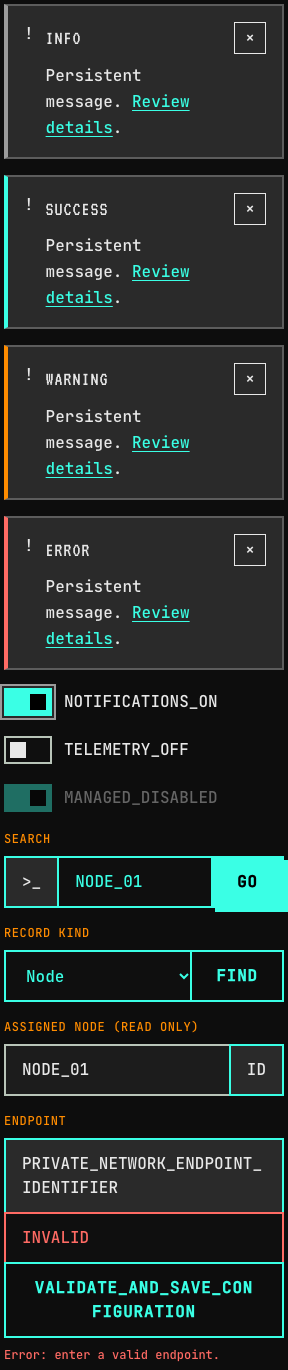 ! INFO ×
Persistent
message. Review
details.
! SUCCESS ×
Persistent
message. Review
details.
! WARNING ×
Persistent
message. Review
details.
! ERROR ×
Persistent
message. Review
details.
NOTIFICATIONS_ON
TELEMETRY_OFF
MANAGED_DISABLED
SEARCH
>_ NODE_01 GO
RECORD KIND
Node FIND
ASSIGNED NODE (READ ONLY)
NODE_01 ID
ENDPOINT
PRIVATE_NETWORK_ENDPOINT_
IDENTIFIER
INVALID
VALIDATE_AND_SAVE_CON
FIGURATION
Error: enter a valid endpoint.